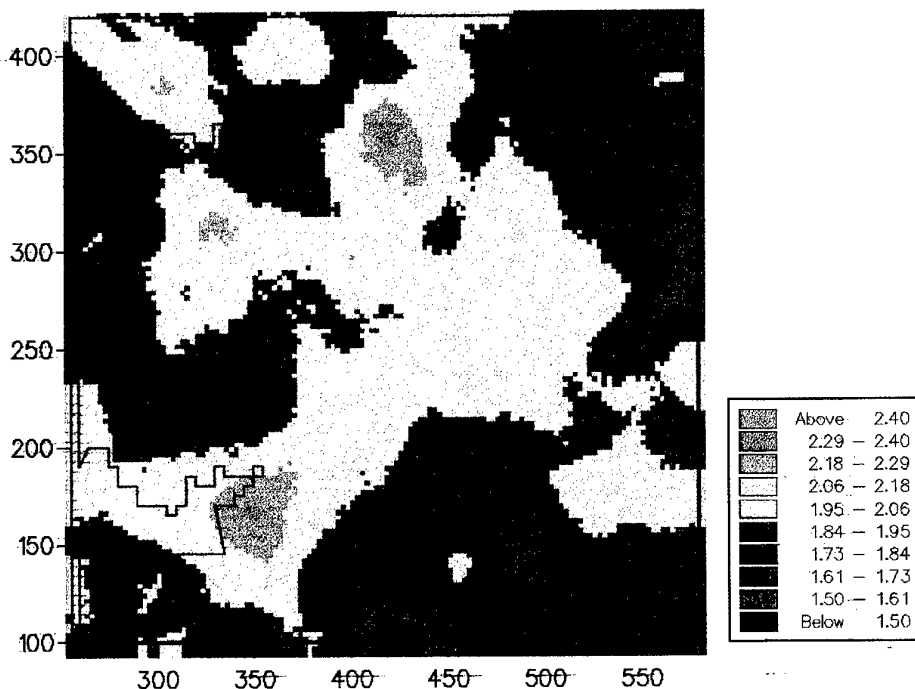 400
350
300
250
200
150
100
300 350 400 450 500 550
Above 2.40
2.29 – 2.40
2.18 – 2.29
2.06 – 2.18
1.95 – 2.06
1.84 – 1.95
1.73 – 1.84
1.61 – 1.73
1.50 – 1.61
Below 1.50